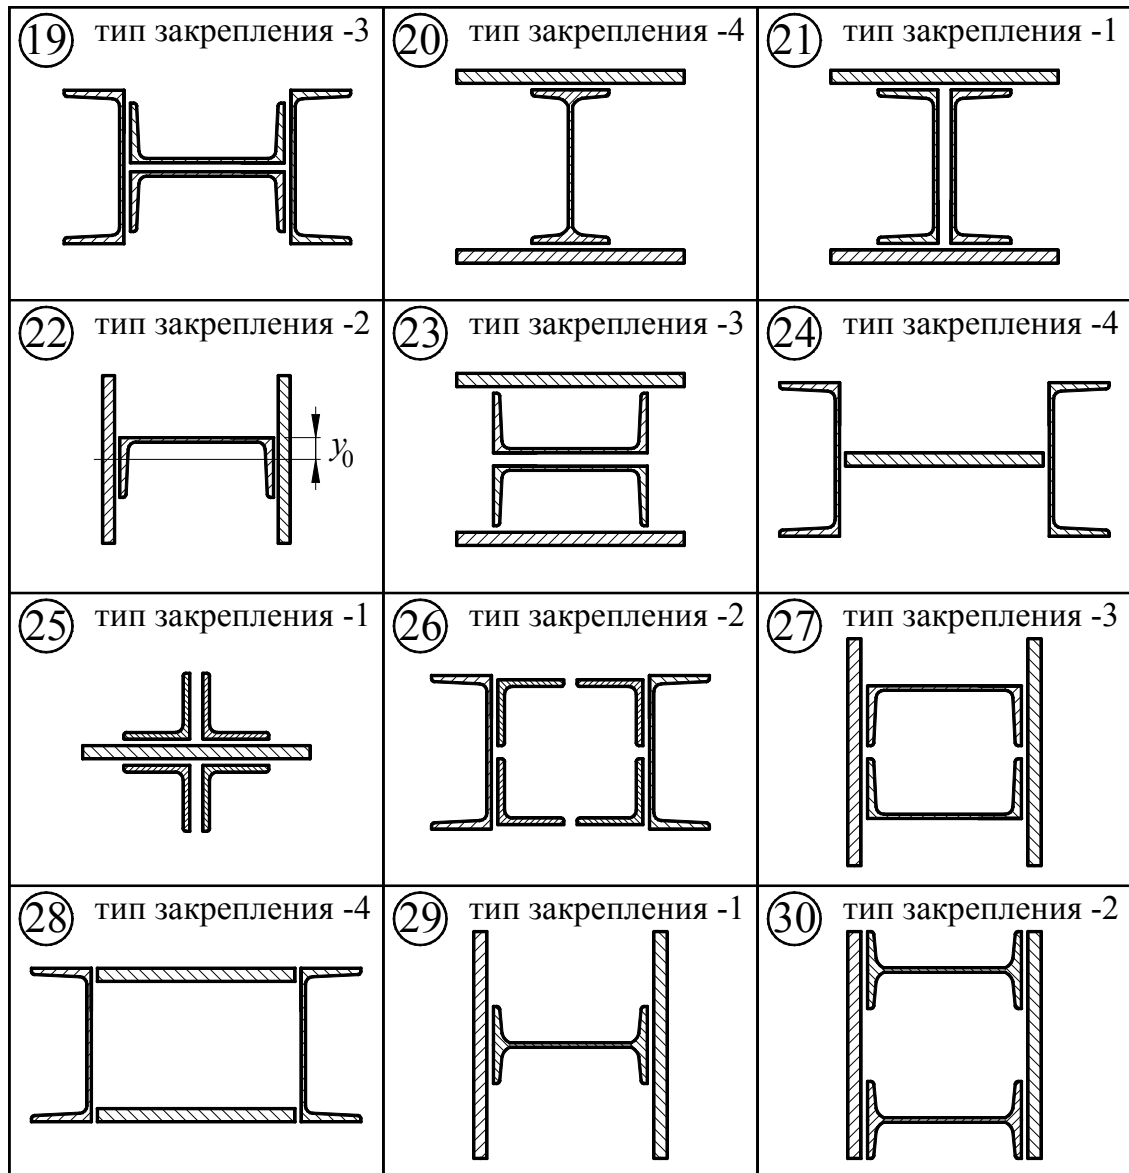 19 тип закрепления -3
20 тип закрепления -4
21 тип закрепления -1
22 тип закрепления -2
y0
23 тип закрепления -3
24 тип закрепления -4
25 тип закрепления -1
26 тип закрепления -2
27 тип закрепления -3
28 тип закрепления -4
29 тип закрепления -1
30 тип закрепления -2